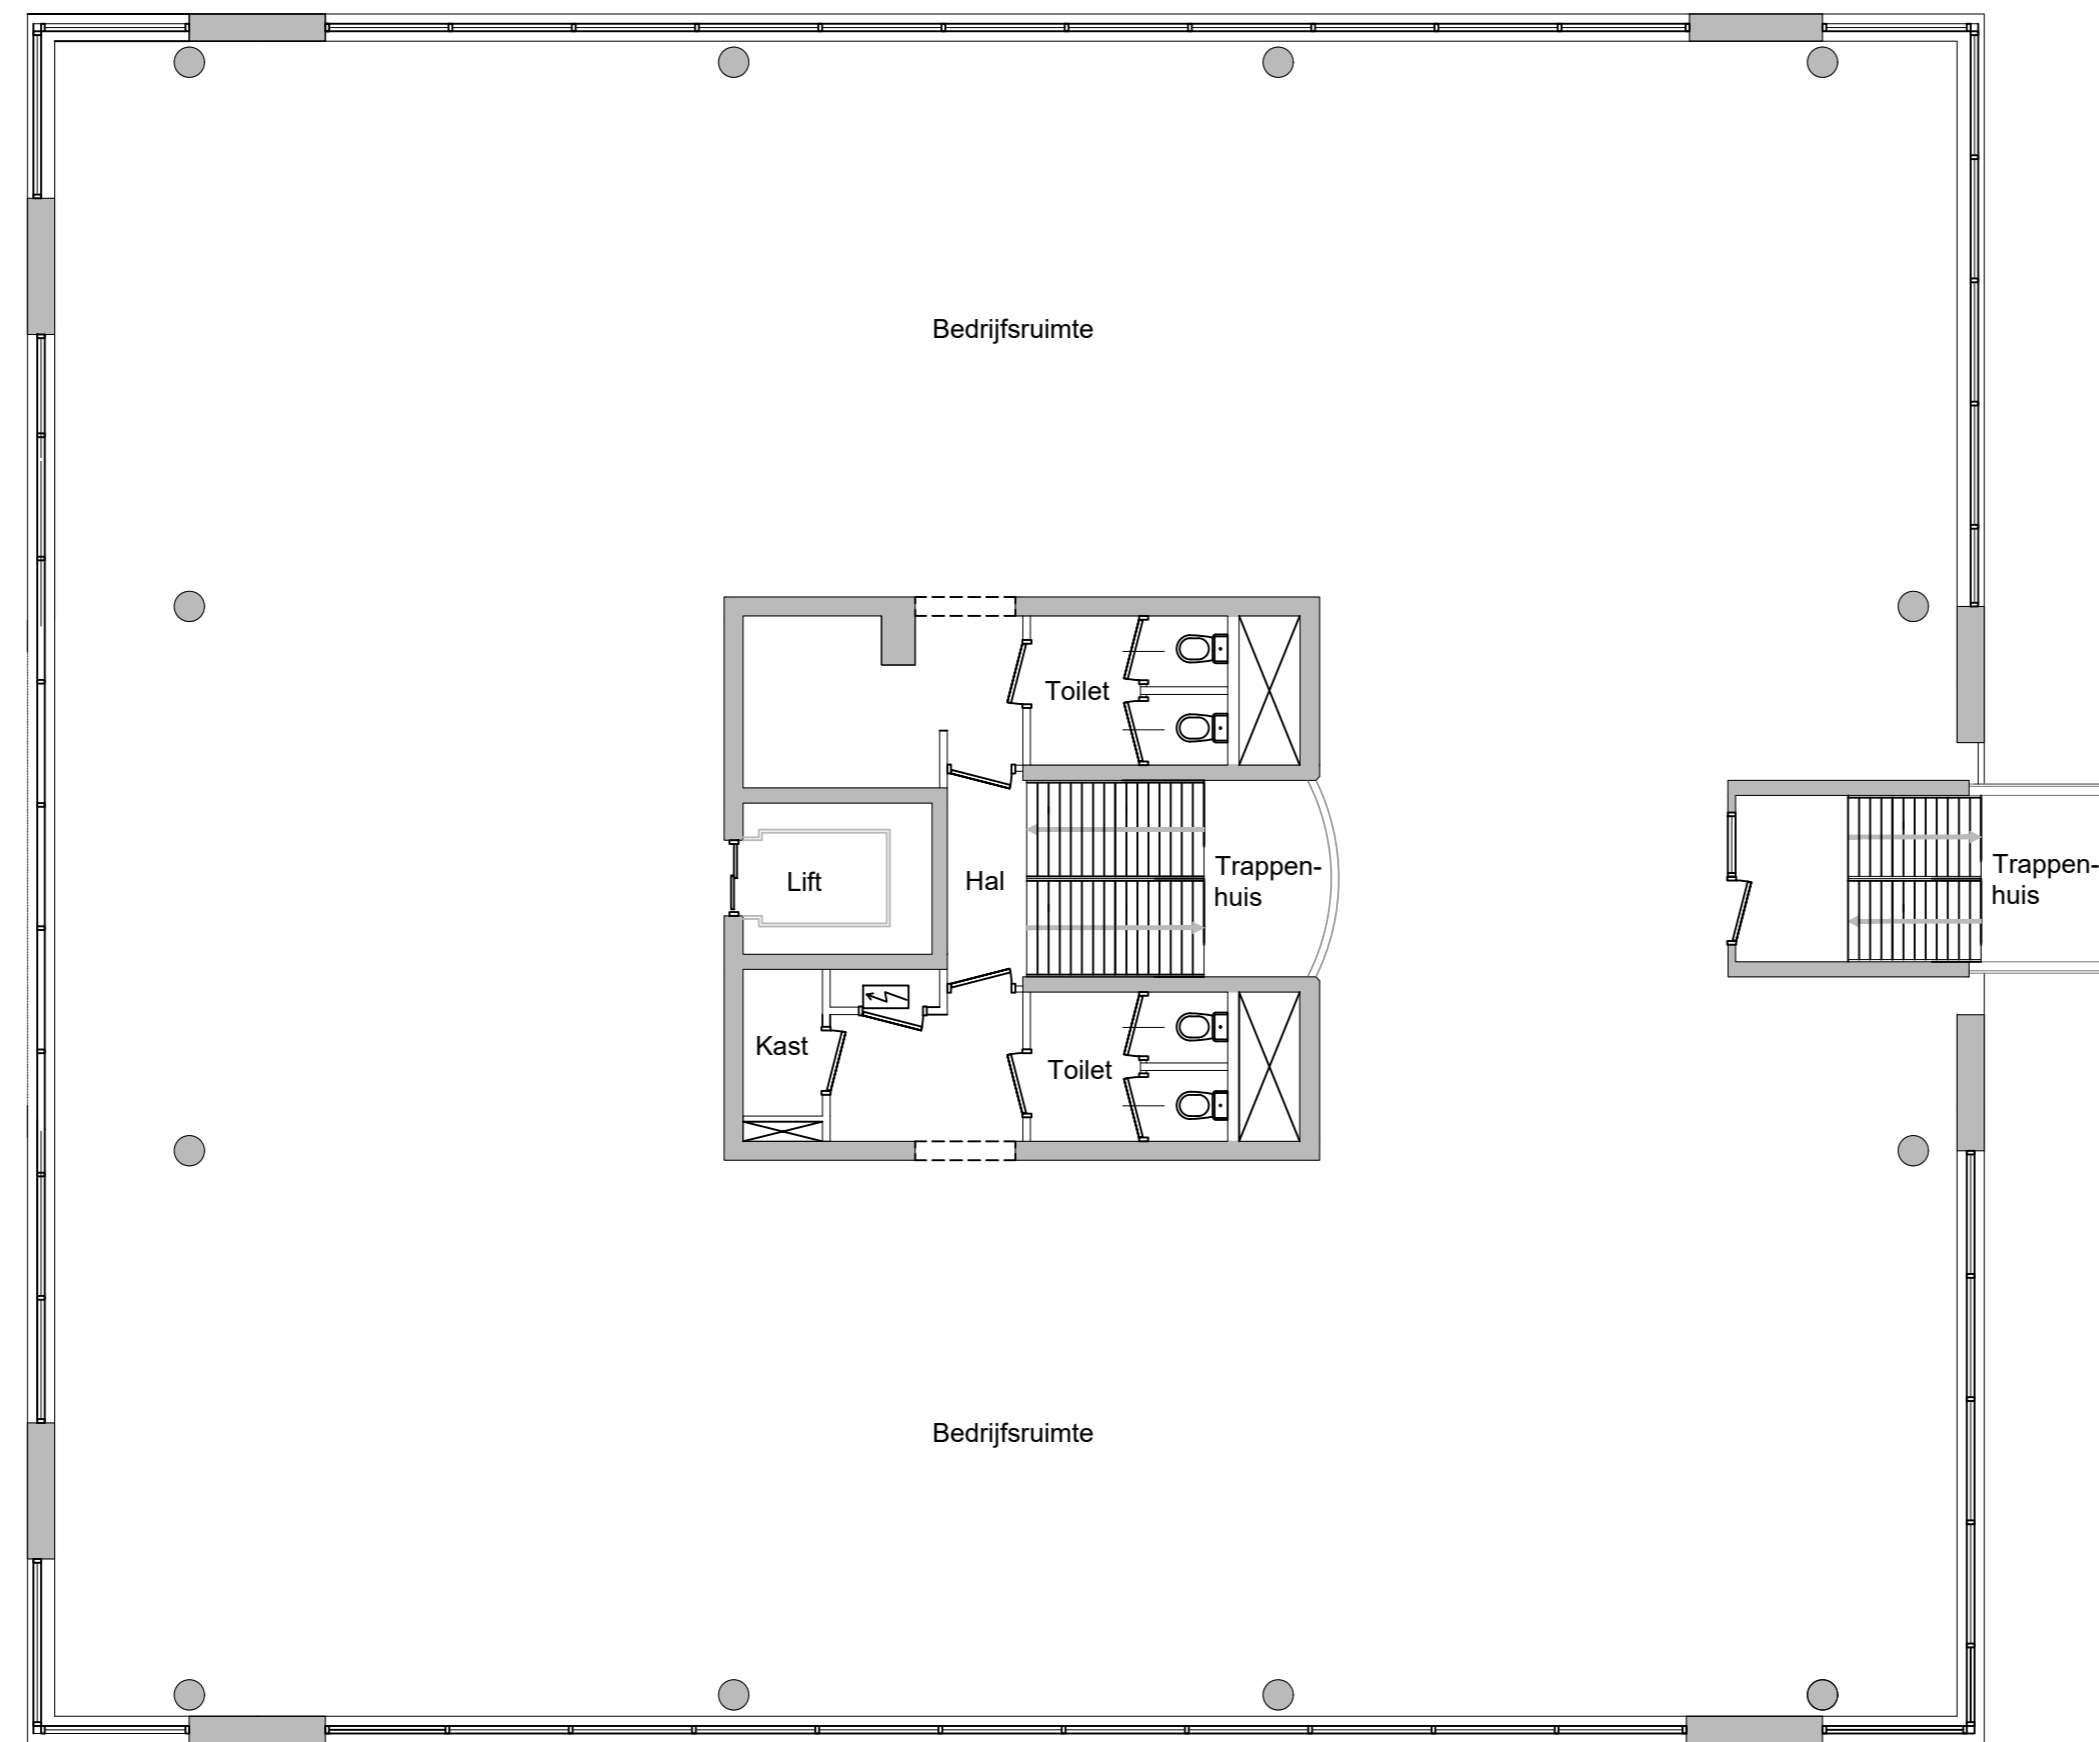 Bedrijfsruimte
Toilet
Lift
Hal
Trappen-
huis
Trappen-
huis
Kast
Toilet
Bedrijfsruimte